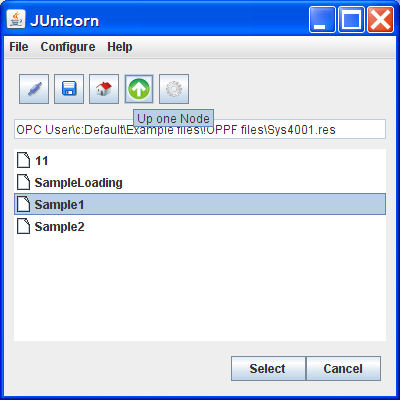 JUnicorn
File Configure Help
Up one Node
OPC User\c:Default\Example files\!OPPF files\Sys4001.res
11
SampleLoading
Sample1
Sample2
Select Cancel